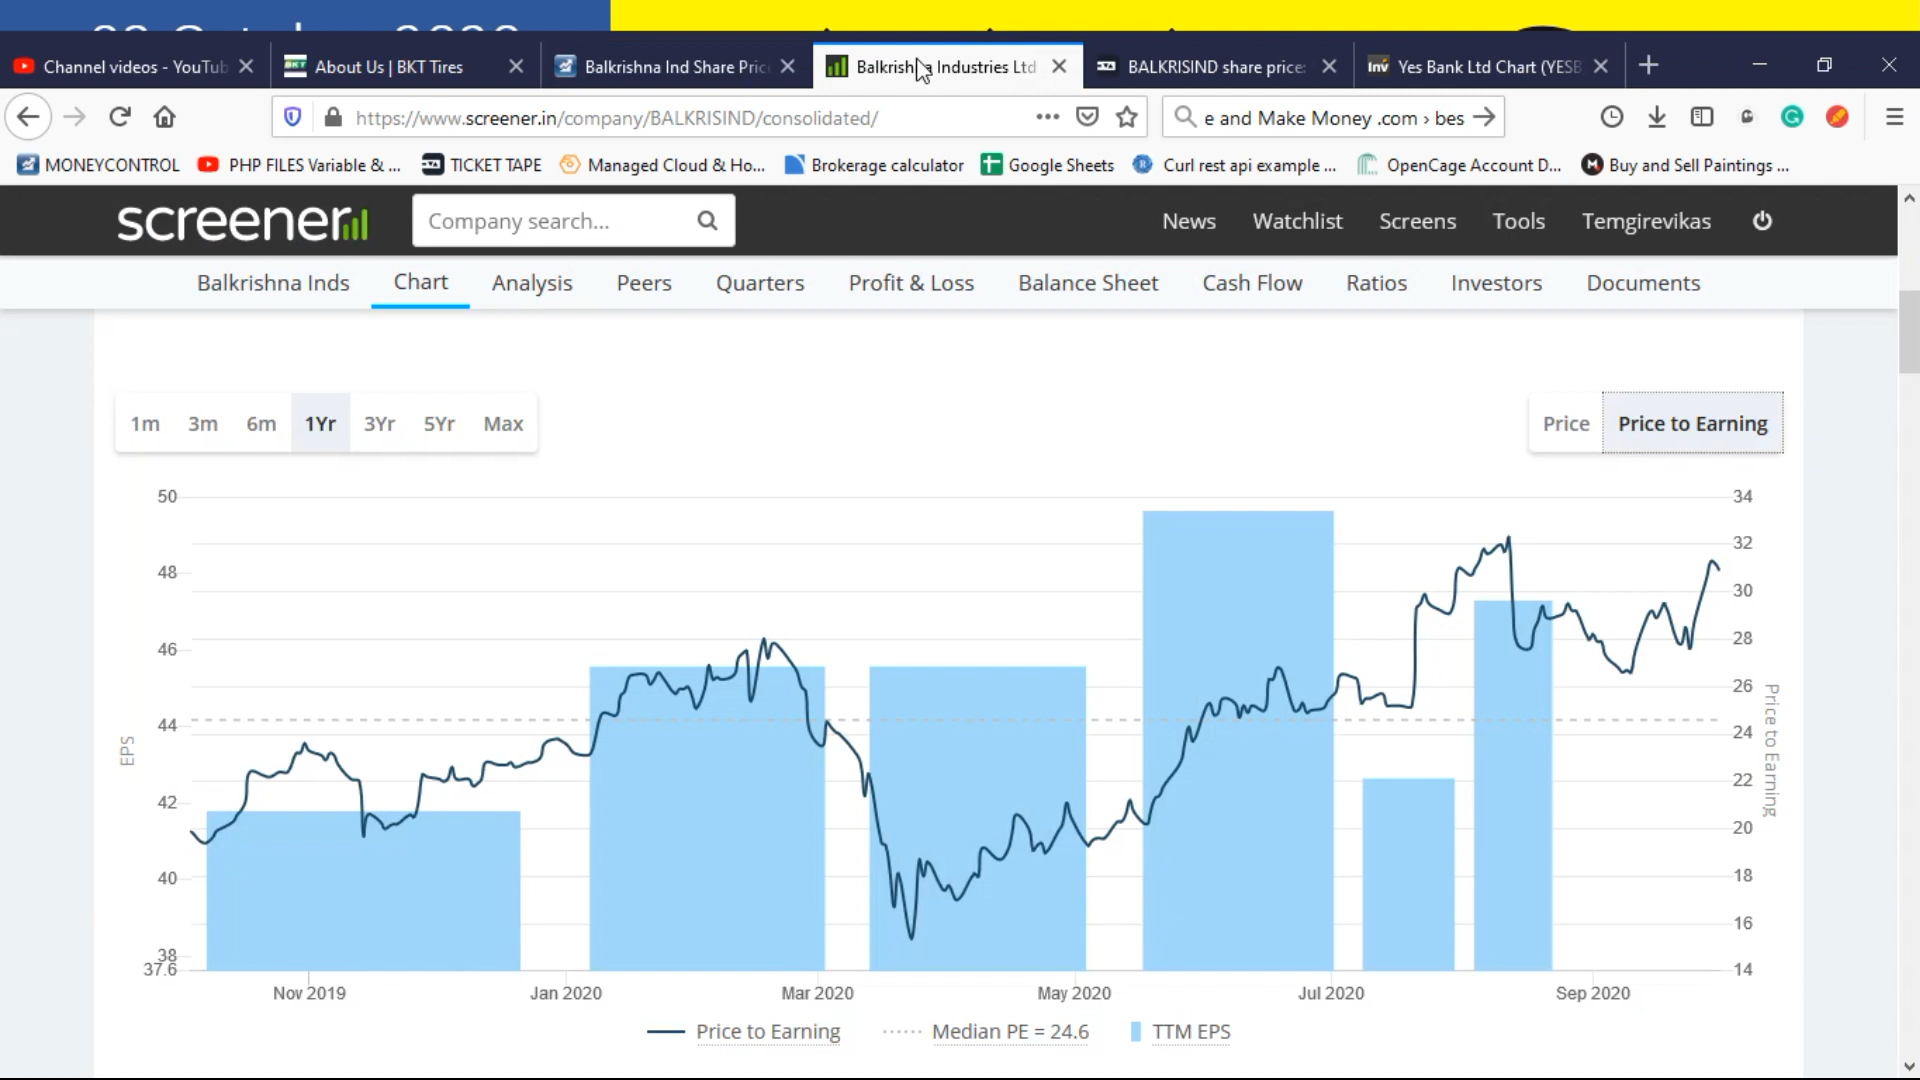 Channel videos - YouTub
About Us | BKT Tires
Balkrishna Ind Share Pric
Balkrishna Industries Ltd
BALKRISIND share price:
Inv Yes Bank Ltd Chart (YESB
https://www.screener.in/company/BALKRISIND/consolidated/
e and Make Money .com › bes
MONEYCONTROL
PHP FILES Variable & ...
TICKET TAPE
Managed Cloud & Ho...
Brokerage calculator
Google Sheets
Curl rest api example ...
OpenCage Account D...
Buy and Sell Paintings ...
screener
Company search...
News Watchlist Screens Tools Temgirevikas
Balkrishna Inds Chart Analysis Peers Quarters Profit & Loss Balance Sheet Cash Flow Ratios Investors Documents
1m 3m 6m 1Yr 3Yr 5Yr Max
Price Price to Earning
50
48
46
44
42
40
38
37.6
EPS
34
32
30
28
26
24
22
20
18
16
14
Price to Earning
Nov 2019 Jan 2020 Mar 2020 May 2020 Jul 2020 Sep 2020
Price to Earning Median PE = 24.6 TTM EPS